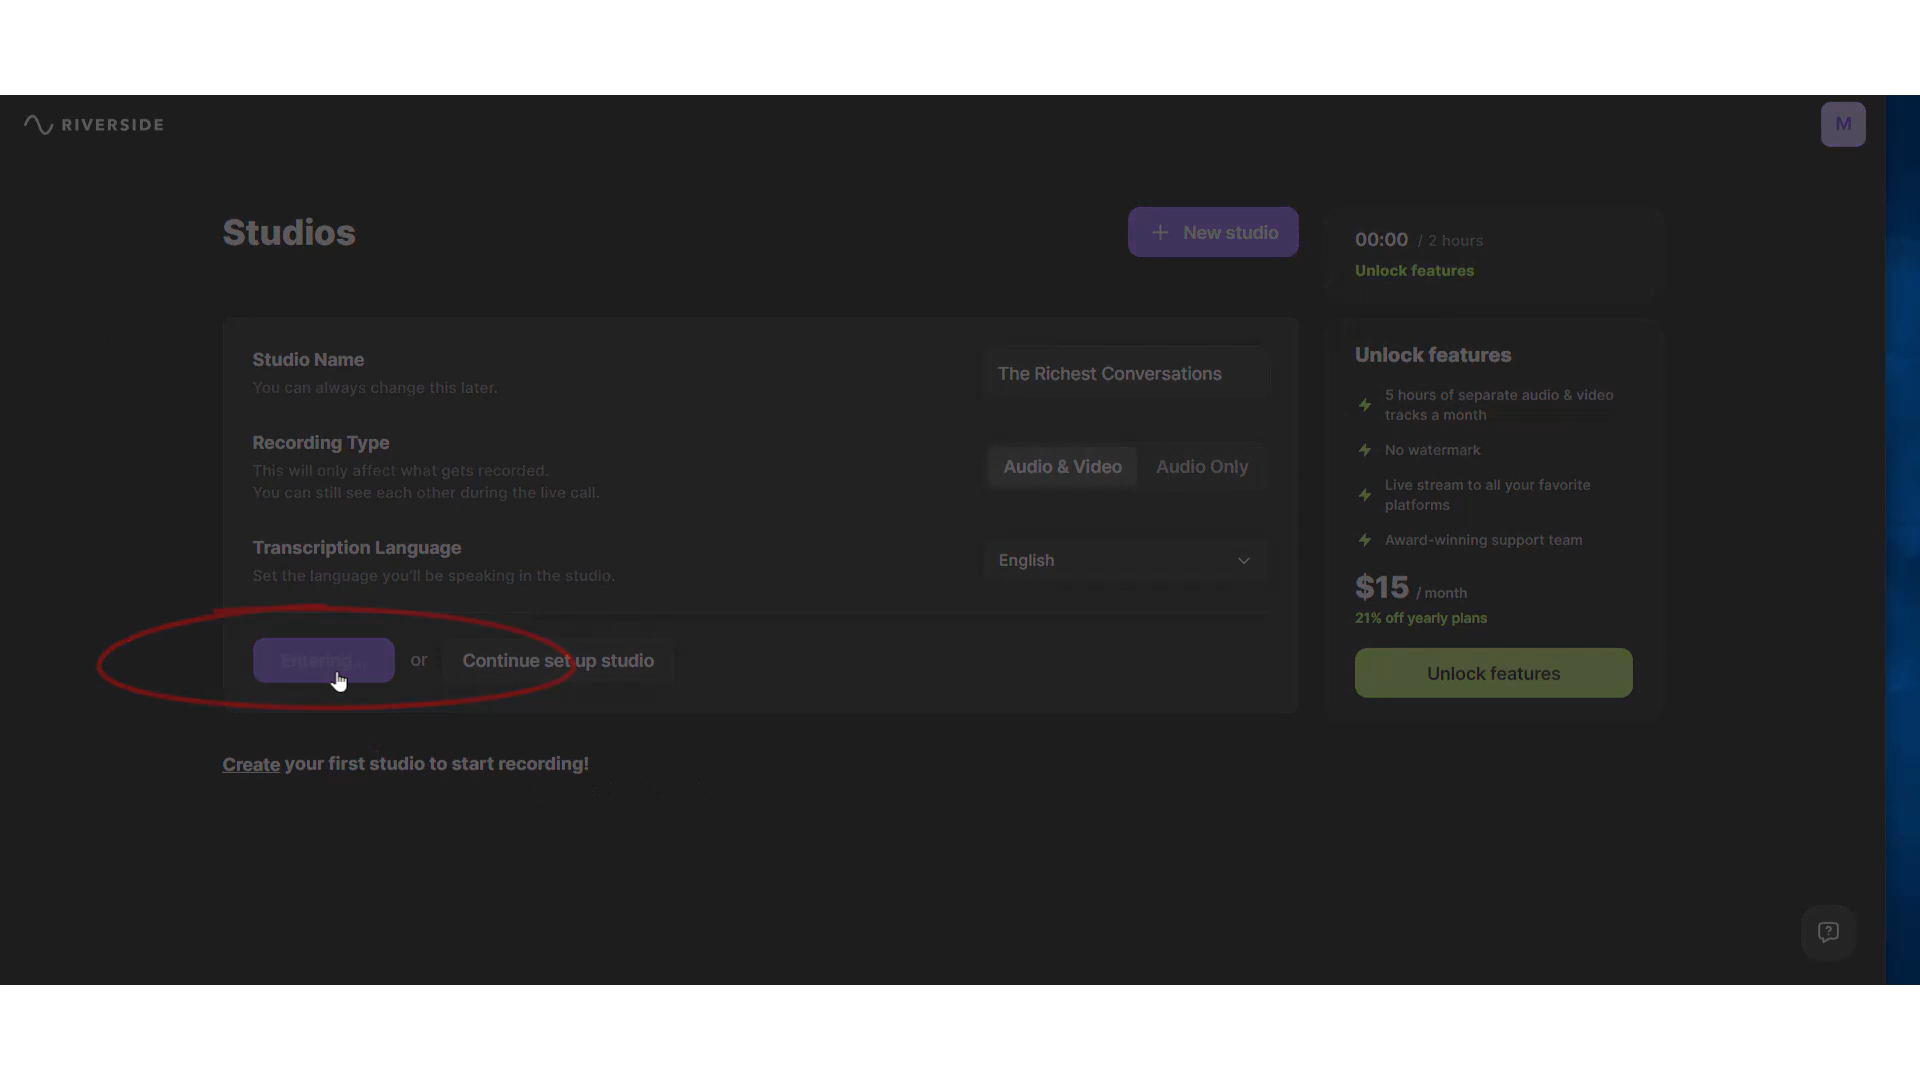 RIVERSIDE
M
Studios
New studio
00:00 / 2 hours
Unlock features
Studio Name
You can always change this later.
The Richest Conversations
Recording Type
This will only affect what gets recorded.
You can still see each other during the live call.
Audio & Video
Audio Only
Transcription Language
Set the language you'll be speaking in the studio.
English
Entering...
or
Continue set up studio
Create your first studio to start recording!
Unlock features
5 hours of separate audio & video
tracks a month
No watermark
Live stream to all your favorite
platforms
Award-winning support team
$15 / month
21% off yearly plans
Unlock features